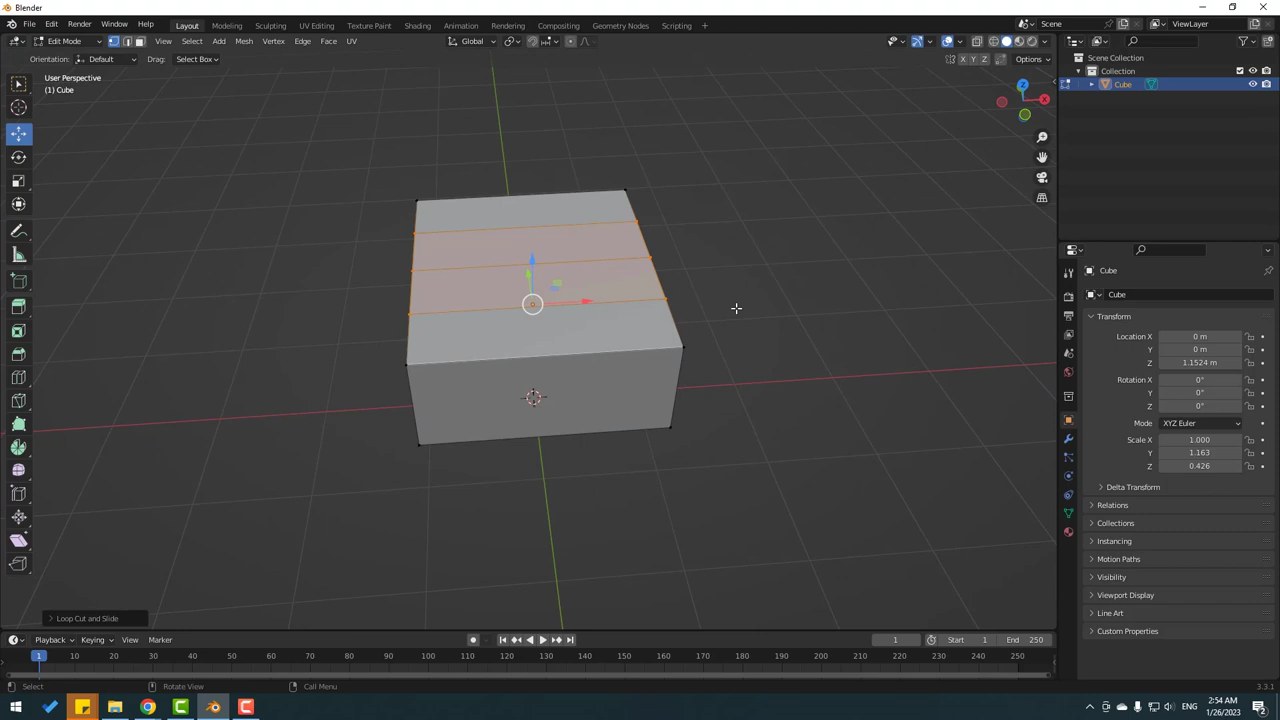 Blender
File Edit Render Window Help Layout Modeling Sculpting UV Editing Texture Paint Shading Animation Rendering Compositing Geometry Nodes Scripting + Scene ViewLayer
Edit Mode View Select Add Mesh Vertex Edge Face UV Global
Orientation: Default Drag: Select Box X Y Z Options
User Perspective
(1) Cube
Z
X
Scene Collection
Collection
Cube
Cube
Cube
Transform
Location X 0 m
Y 0 m
Z 1.1524 m
Rotation X 0°
Y 0°
Z 0°
Mode XYZ Euler
Scale X 1.000
Y 1.163
Z 0.426
Delta Transform
Relations
Collections
Instancing
Motion Paths
Visibility
Viewport Display
Line Art
Custom Properties
Loop Cut and Slide
Playback Keying View Marker 1 Start 1 End 250
1 10 20 30 40 50 60 70 80 90 100 110 120 130 140 150 160 170 180 190 200 210 220 230 240 250
Select Rotate View Call Menu 3.3.1
ENG 2:54 AM
1/26/2023 2